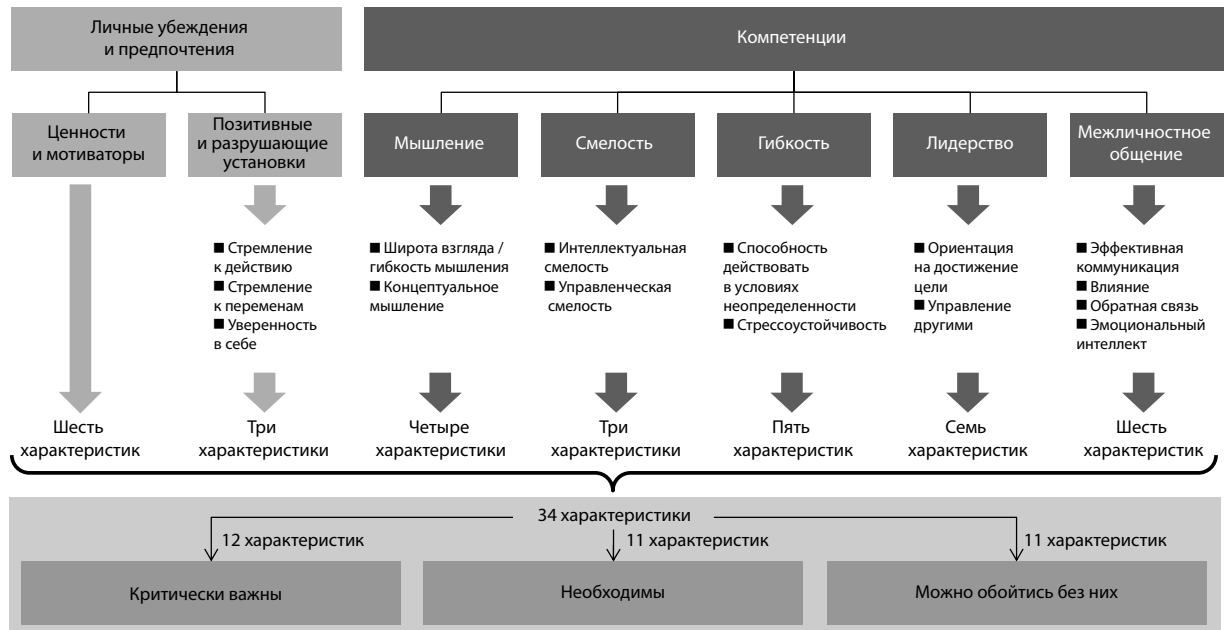 Личные убеждения
и предпочтения
Компетенции
Ценности
и мотиваторы
Позитивные
и разрушающие
установки
Мышление
Смелость
Гибкость
Лидерство
Межличностное
общение
■ Стремление
к действию
■ Стремление
к переменам
■ Уверенность
в себе
■ Широта взгляда /
гибкость мышления
■ Концептуальное
мышление
■ Интеллектуальная
смелость
■ Управленческая
смелость
■ Способность
действовать
в условиях
неопределенности
■ Стрессоустойчивость
■ Ориентация
на достижение
цели
■ Управление
другими
■ Эффективная
коммуникация
■ Влияние
■ Обратная связь
■ Эмоциональный
интеллект
Шесть
характеристик
Три
характеристики
Четыре
характеристики
Три
характеристики
Пять
характеристик
Семь
характеристик
Шесть
характеристик
34 характеристики
12 характеристик
11 характеристик
11 характеристик
Критически важны
Необходимы
Можно обойтись без них